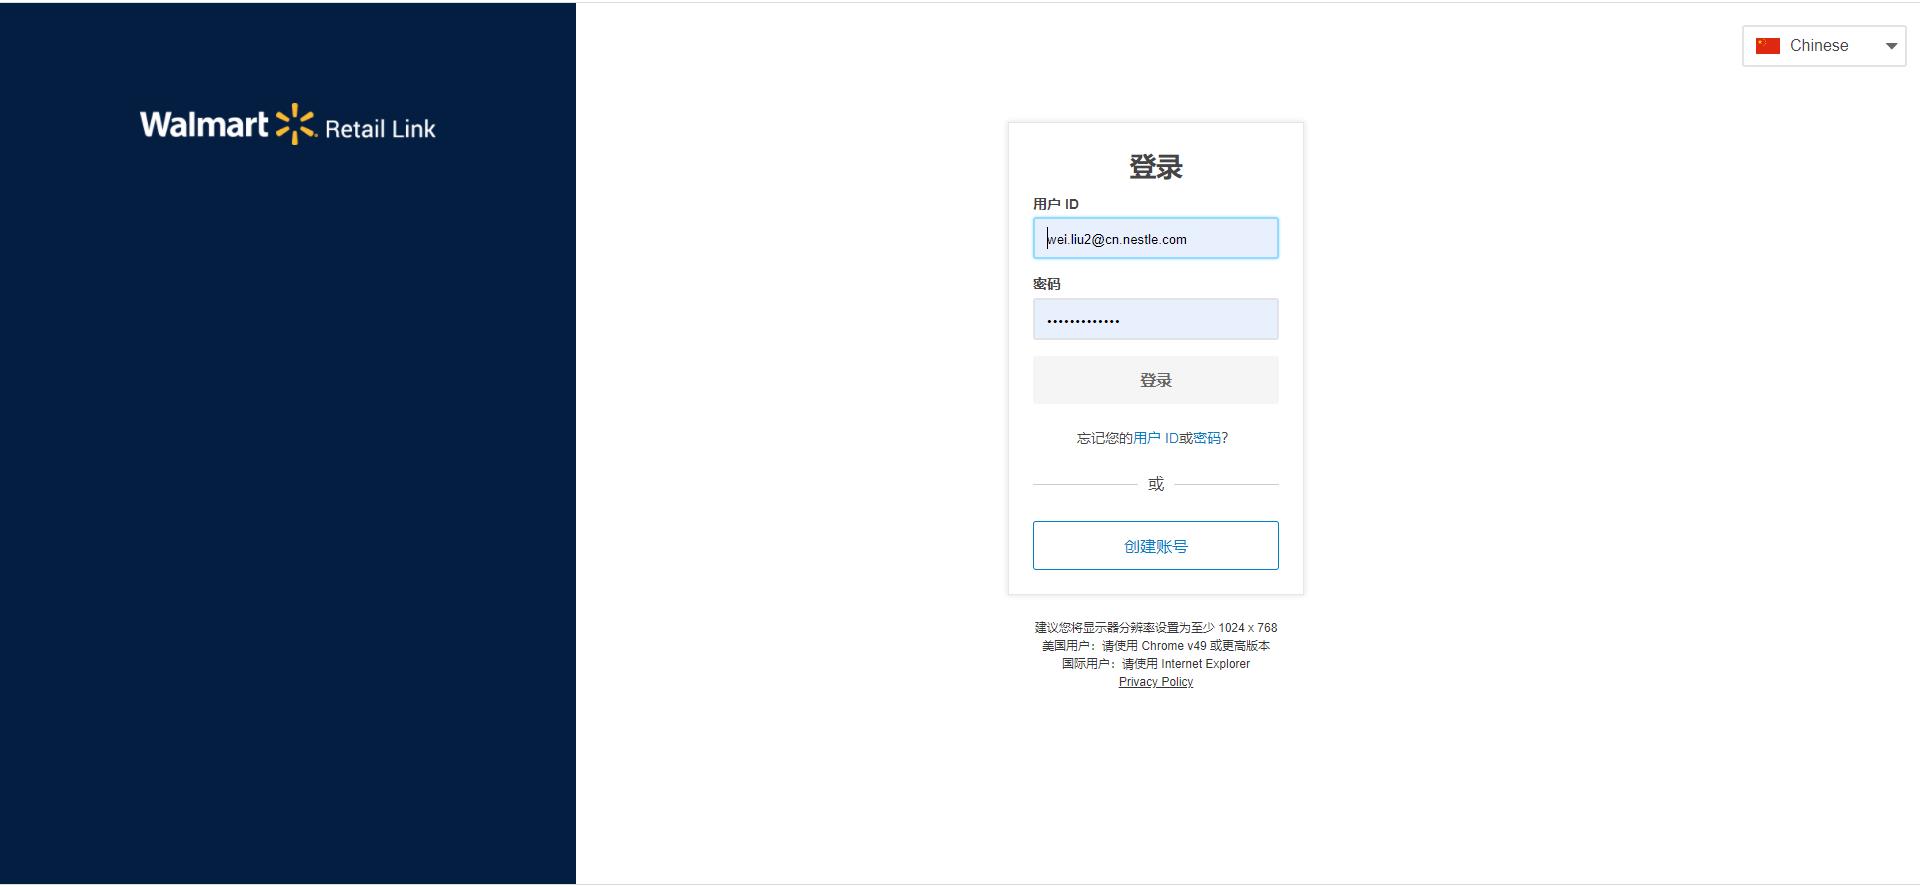 Walmart Retail Link
Chinese
登录
用户 ID
wei.liu2@cn.nestle.com
密码
•••••••••••••
登录
忘记您的用户 ID或密码?
或
创建账号
建议您将显示器分辨率设置为至少 1024 x 768
美国用户：请使用 Chrome v49 或更高版本
国际用户：请使用 Internet Explorer
Privacy Policy